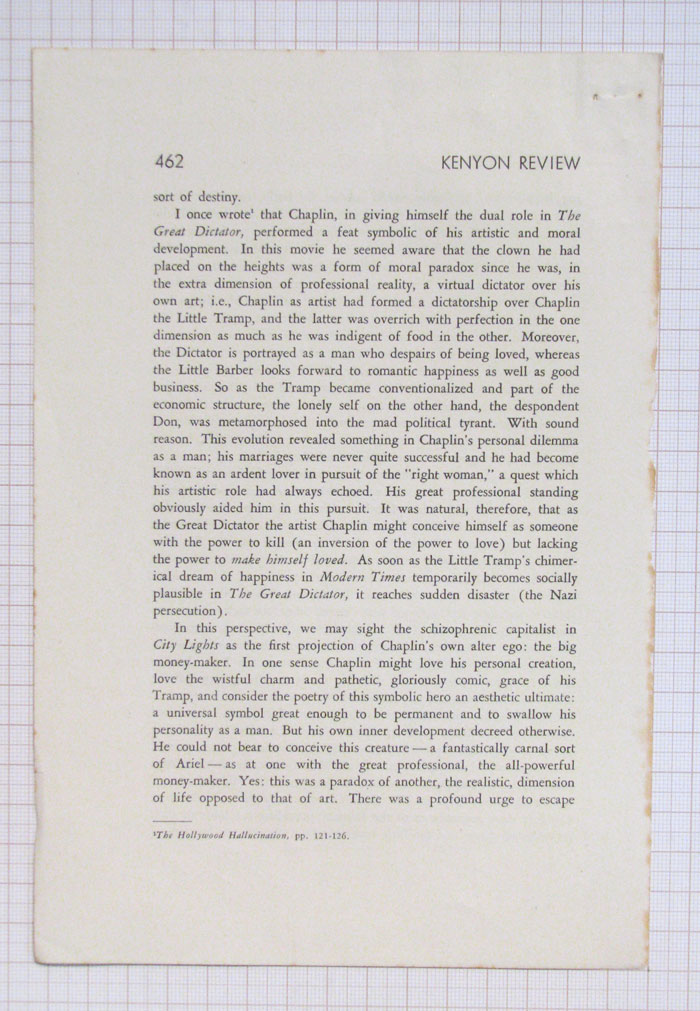 462
KENYON REVIEW
sort of destiny.
I once wrote¹ that Chaplin, in giving himself the dual role in The
Great Dictator, performed a feat symbolic of his artistic and moral
development. In this movie he seemed aware that the clown he had
placed on the heights was a form of moral paradox since he was, in
the extra dimension of professional reality, a virtual dictator over his
own art; i.e., Chaplin as artist had formed a dictatorship over Chaplin
the Little Tramp, and the latter was overrich with perfection in the one
dimension as much as he was indigent of food in the other. Moreover,
the Dictator is portrayed as a man who despairs of being loved, whereas
the Little Barber looks forward to romantic happiness as well as good
business. So as the Tramp became conventionalized and part of the
economic structure, the lonely self on the other hand, the despondent
Don, was metamorphosed into the mad political tyrant. With sound
reason. This evolution revealed something in Chaplin's personal dilemma
as a man; his marriages were never quite successful and he had become
known as an ardent lover in pursuit of the "right woman," a quest which
his artistic role had always echoed. His great professional standing
obviously aided him in this pursuit. It was natural, therefore, that as
the Great Dictator the artist Chaplin might conceive himself as someone
with the power to kill (an inversion of the power to love) but lacking
the power to make himself loved. As soon as the Little Tramp's chimer-
ical dream of happiness in Modern Times temporarily becomes socially
plausible in The Great Dictator, it reaches sudden disaster (the Nazi
persecution).
In this perspective, we may sight the schizophrenic capitalist in
City Lights as the first projection of Chaplin's own alter ego: the big
money-maker. In one sense Chaplin might love his personal creation,
love the wistful charm and pathetic, gloriously comic, grace of his
Tramp, and consider the poetry of this symbolic hero an aesthetic ultimate:
a universal symbol great enough to be permanent and to swallow his
personality as a man. But his own inner development decreed otherwise.
He could not bear to conceive this creature — a fantastically carnal sort
of Ariel — as at one with the great professional, the all-powerful
money-maker. Yes: this was a paradox of another, the realistic, dimension
of life opposed to that of art. There was a profound urge to escape
¹The Hollywood Hallucination, pp. 121-126.